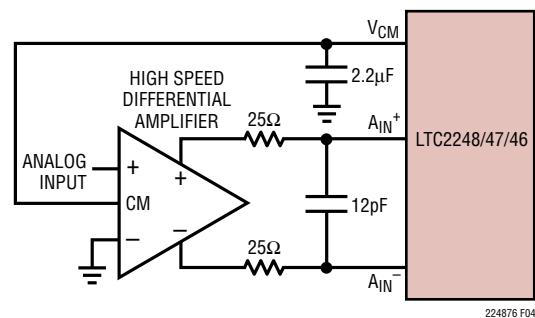 V_CM
2.2µF
HIGH SPEED
DIFFERENTIAL
AMPLIFIER
25Ω
A_IN^+
LTC2248/47/46
ANALOG
INPUT
+
+
CM
12pF
–
–
25Ω
A_IN^–
224876 F04